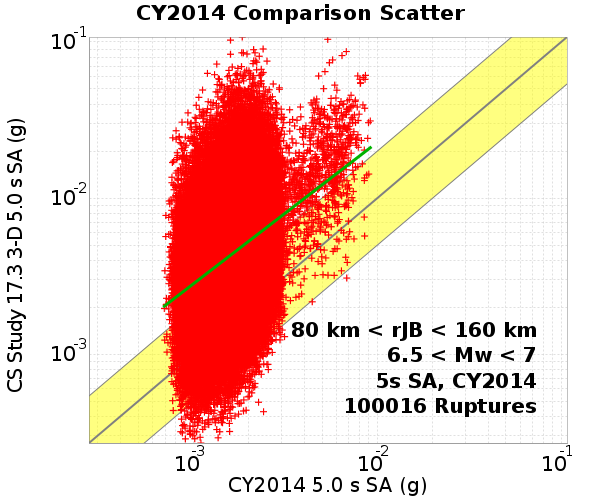 CY2014 Comparison Scatter
10-1
10-2
10-3
CS Study 17.3 3-D 5.0 s SA (g)
80 km < rJB < 160 km
6.5 < Mw < 7
5s SA, CY2014
100016 Ruptures
10-3 10-2 10-1
CY2014 5.0 s SA (g)